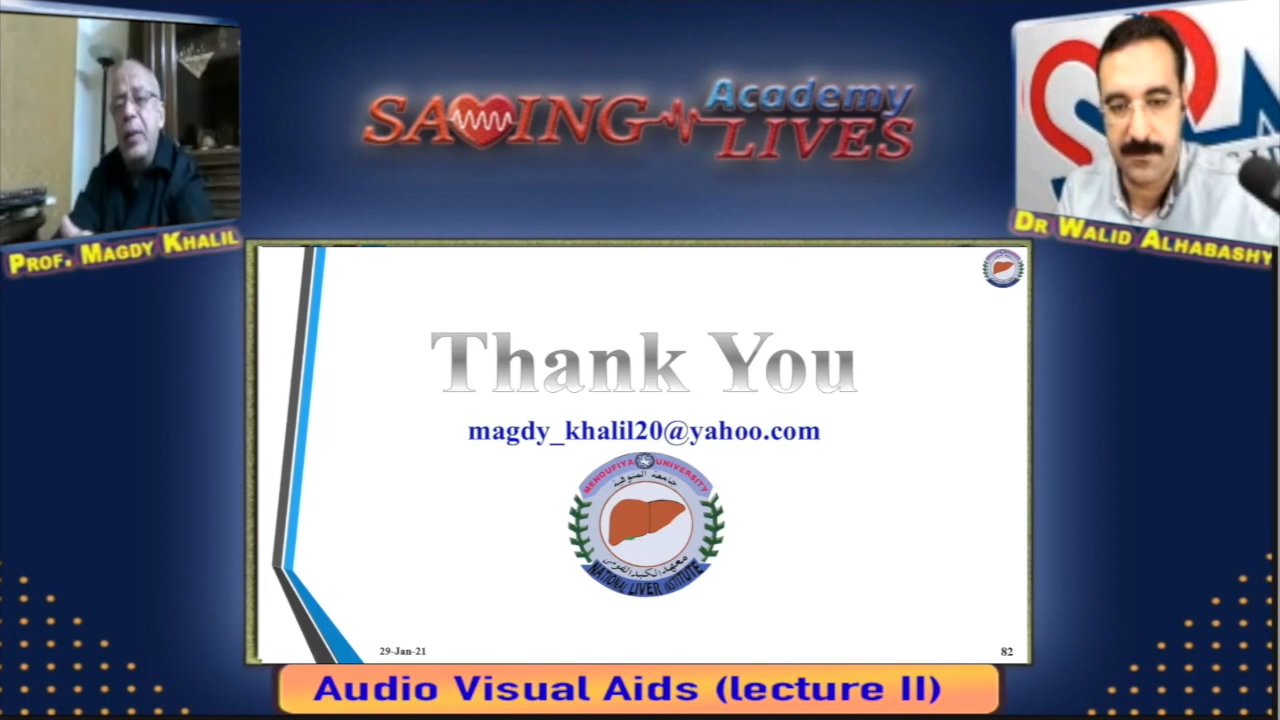 SAVING
Academy
LIVES
PROF. MAGDY KHALIL
DR WALID ALHABASHY
Thank You
magdy_khalil20@yahoo.com
MENOUFIYA UNIVERSITY
جامعة المنوفية
معهد الكبد القومى
NATIONAL LIVER INSTITUTE
29-Jan-21
82
Audio Visual Aids (lecture II)